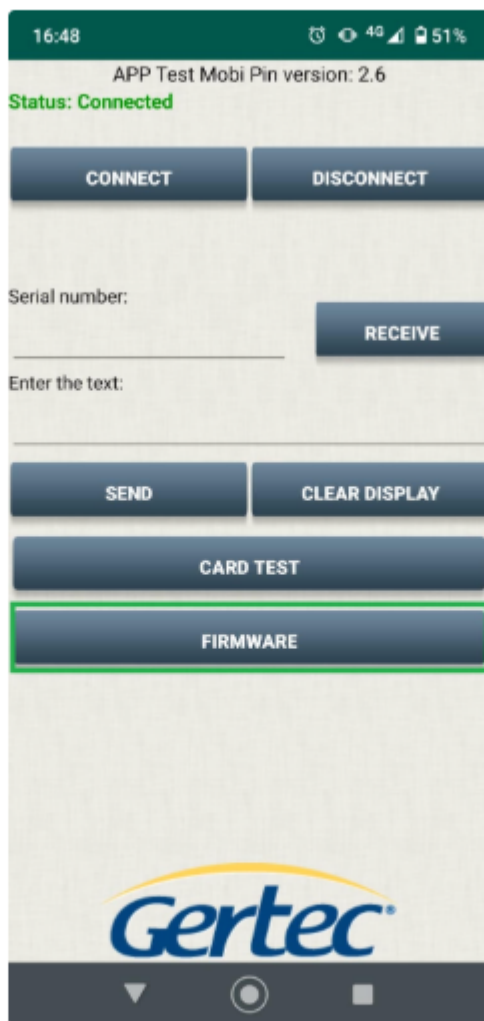 16:48 4G 51%
APP Test Mobi Pin version: 2.6
Status: Connected
CONNECT DISCONNECT
Serial number:
RECEIVE
Enter the text:
SEND CLEAR DISPLAY
CARD TEST
FIRMWARE
Gertec